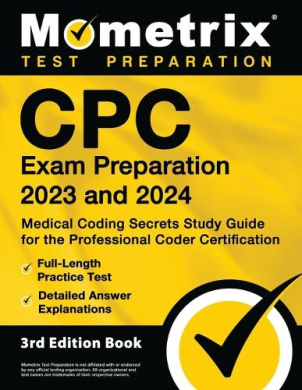 Mometrix®
TEST PREPARATION
CPC
Exam Preparation
2023 and 2024
Medical Coding Secrets Study Guide
for the Professional Coder Certification
Full-Length
Practice Test
Detailed Answer
Explanations
3rd Edition Book
Mometrix Test Preparation is not affiliated with or endorsed
by any official testing organization. All organizational and
test names are trademarks of their respective owners.